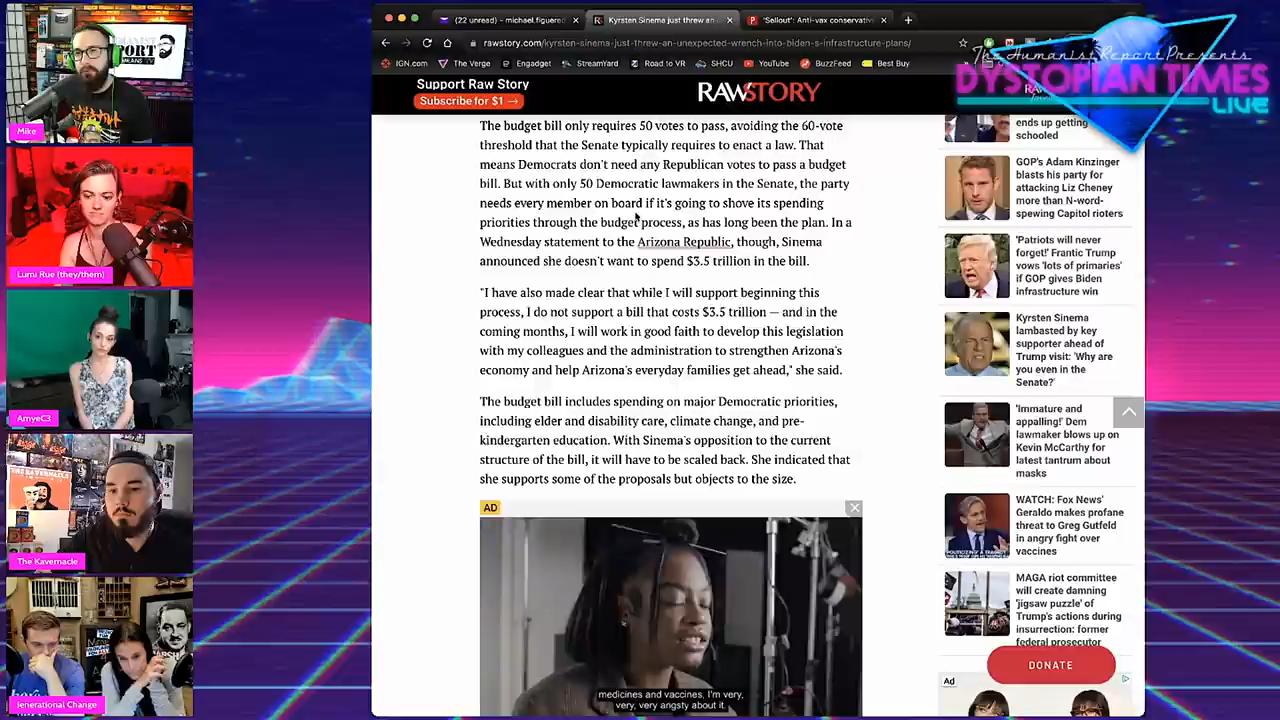 (22 unread) - michael.figuered
Kyrsten Sinema just threw an
'Sellout': Anti-vax conservativ
rawstory.com/kyrsten-sinema-just-threw-an-unexpected-wrench-into-biden-infrastructure-plans/
IGN.com
The Verge
Engadget
StreamYard
Road to VR
SHCU
YouTube
BuzzFeed
Best Buy
The Humanist Report Presents
DYSTOPIAN TIMES
LIVE
Support Raw Story
Subscribe for $1 →
RAWSTORY
The budget bill only requires 50 votes to pass, avoiding the 60-vote
threshold that the Senate typically requires to enact a law. That
means Democrats don't need any Republican votes to pass a budget
bill. But with only 50 Democratic lawmakers in the Senate, the party
needs every member on board if it's going to shove its spending
priorities through the budget process, as has long been the plan. In a
Wednesday statement to the Arizona Republic, though, Sinema
announced she doesn't want to spend $3.5 trillion in the bill.
"I have also made clear that while I will support beginning this
process, I do not support a bill that costs $3.5 trillion — and in the
coming months, I will work in good faith to develop this legislation
with my colleagues and the administration to strengthen Arizona's
economy and help Arizona's everyday families get ahead," she said.
The budget bill includes spending on major Democratic priorities,
including elder and disability care, climate change, and pre-
kindergarten education. With Sinema's opposition to the current
structure of the bill, it will have to be scaled back. She indicated that
she supports some of the proposals but objects to the size.
AD
medicines and vaccines, I'm very,
very, very angsty about it.
ends up getting
schooled
GOP's Adam Kinzinger
blasts his party for
attacking Liz Cheney
more than N-word-
spewing Capitol rioters
'Patriots will never
forget!' Frantic Trump
vows 'lots of primaries'
if GOP gives Biden
infrastructure win
Kyrsten Sinema
lambasted by key
supporter ahead of
Trump visit: 'Why are
you even in the
Senate?'
'Immature and
appalling!' Dem
lawmaker blows up on
Kevin McCarthy for
latest tantrum about
masks
WATCH: Fox News'
Geraldo makes profane
threat to Greg Gutfeld
in angry fight over
vaccines
MAGA riot committee
will create damning
'jigsaw puzzle' of
Trump's actions during
insurrection: former
federal prosecutor
DONATE
Ad
Mike
Lumi Rue (they/them)
AmyeC3
The Kavernacle
Jenerational Change